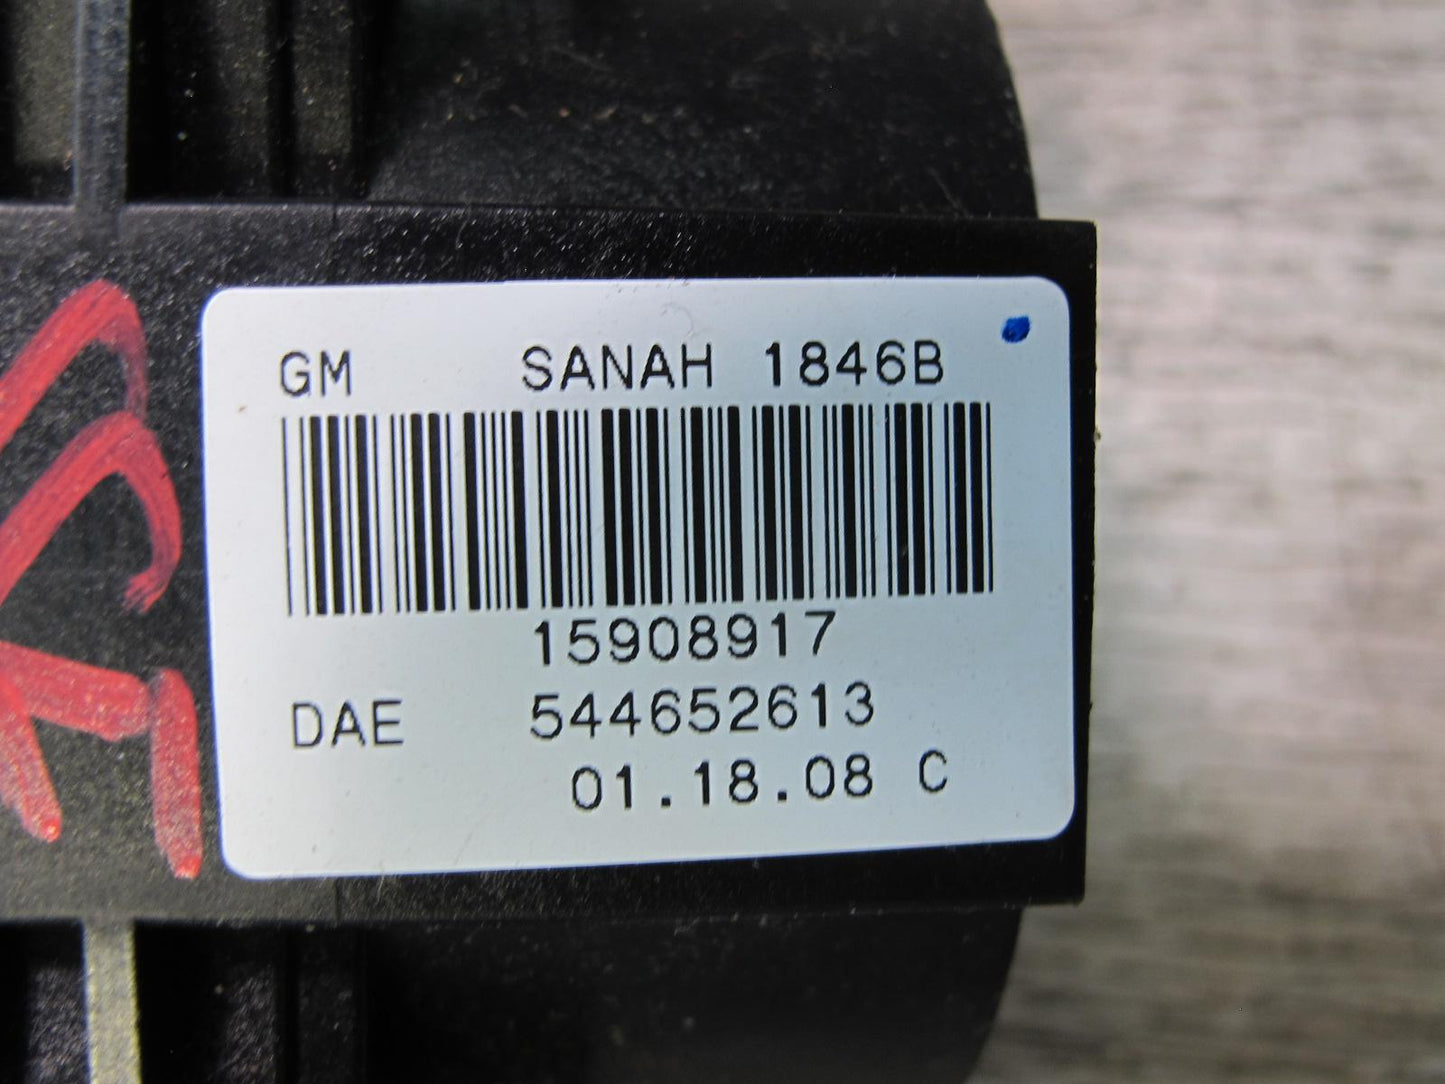 GM SANAH 1846B
15908917
DAE 544652613
01.18.08 C